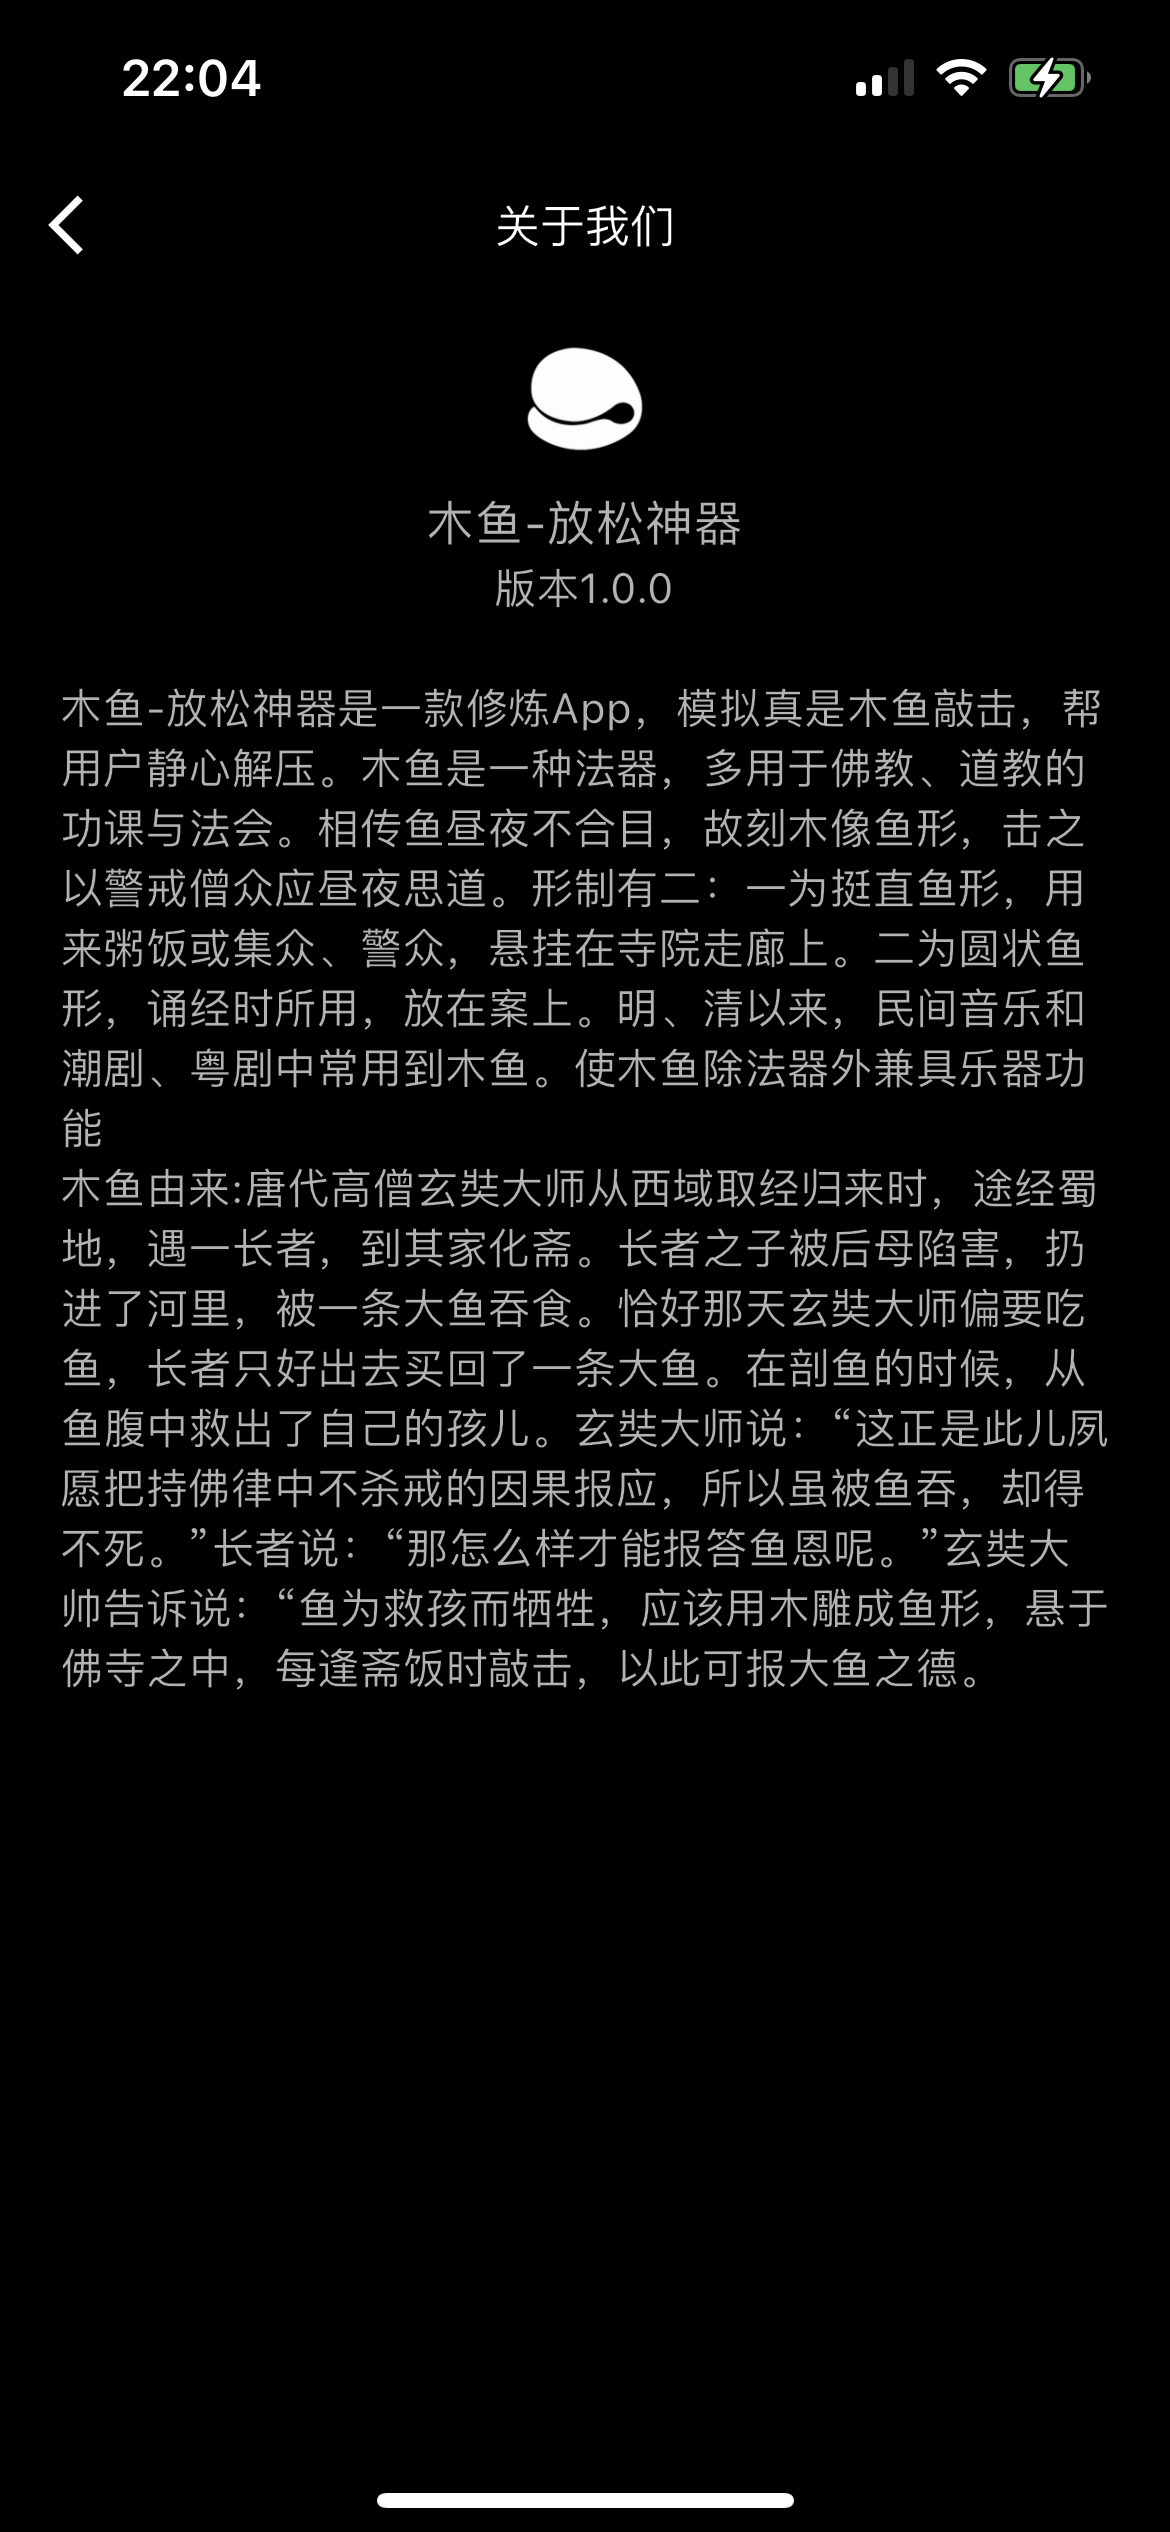 22:04
关于我们
木鱼-放松神器
版本1.0.0
木鱼-放松神器是一款修炼App，模拟真是木鱼敲击，帮
用户静心解压。木鱼是一种法器，多用于佛教、道教的
功课与法会。相传鱼昼夜不合目，故刻木像鱼形，击之
以警戒僧众应昼夜思道。形制有二：一为挺直鱼形，用
来粥饭或集众、警众，悬挂在寺院走廊上。二为圆状鱼
形，诵经时所用，放在案上。明、清以来，民间音乐和
潮剧、粤剧中常用到木鱼。使木鱼除法器外兼具乐器功
能
木鱼由来:唐代高僧玄奘大师从西域取经归来时，途经蜀
地，遇一长者，到其家化斋。长者之子被后母陷害，扔
进了河里，被一条大鱼吞食。恰好那天玄奘大师偏要吃
鱼，长者只好出去买回了一条大鱼。在剖鱼的时候，从
鱼腹中救出了自己的孩儿。玄奘大师说：“这正是此儿夙
愿把持佛律中不杀戒的因果报应，所以虽被鱼吞，却得
不死。”长者说：“那怎么样才能报答鱼恩呢。”玄奘大
帅告诉说：“鱼为救孩而牺牲，应该用木雕成鱼形，悬于
佛寺之中，每逢斋饭时敲击，以此可报大鱼之德。